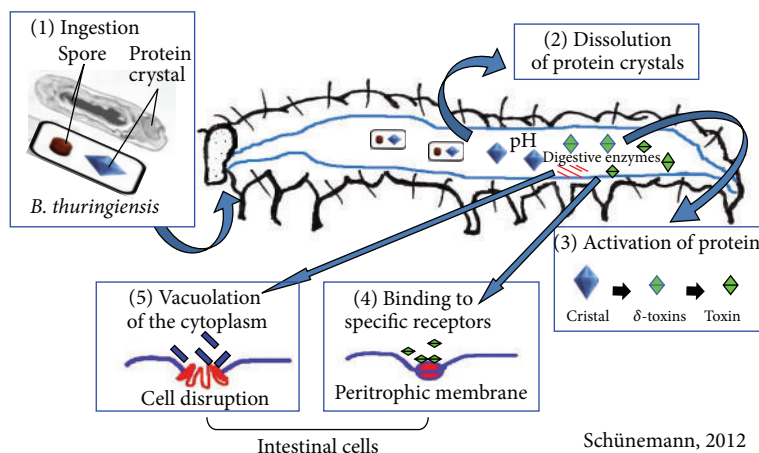 (1) Ingestion
Spore
Protein
crystal
B. thuringiensis
(2) Dissolution
of protein crystals
pH
Digestive enzymes
(3) Activation of protein
Cristal
δ-toxins
Toxin
(5) Vacuolation
of the cytoplasm
Cell disruption
(4) Binding to
specific receptors
Peritrophic membrane
Intestinal cells
Schünemann, 2012